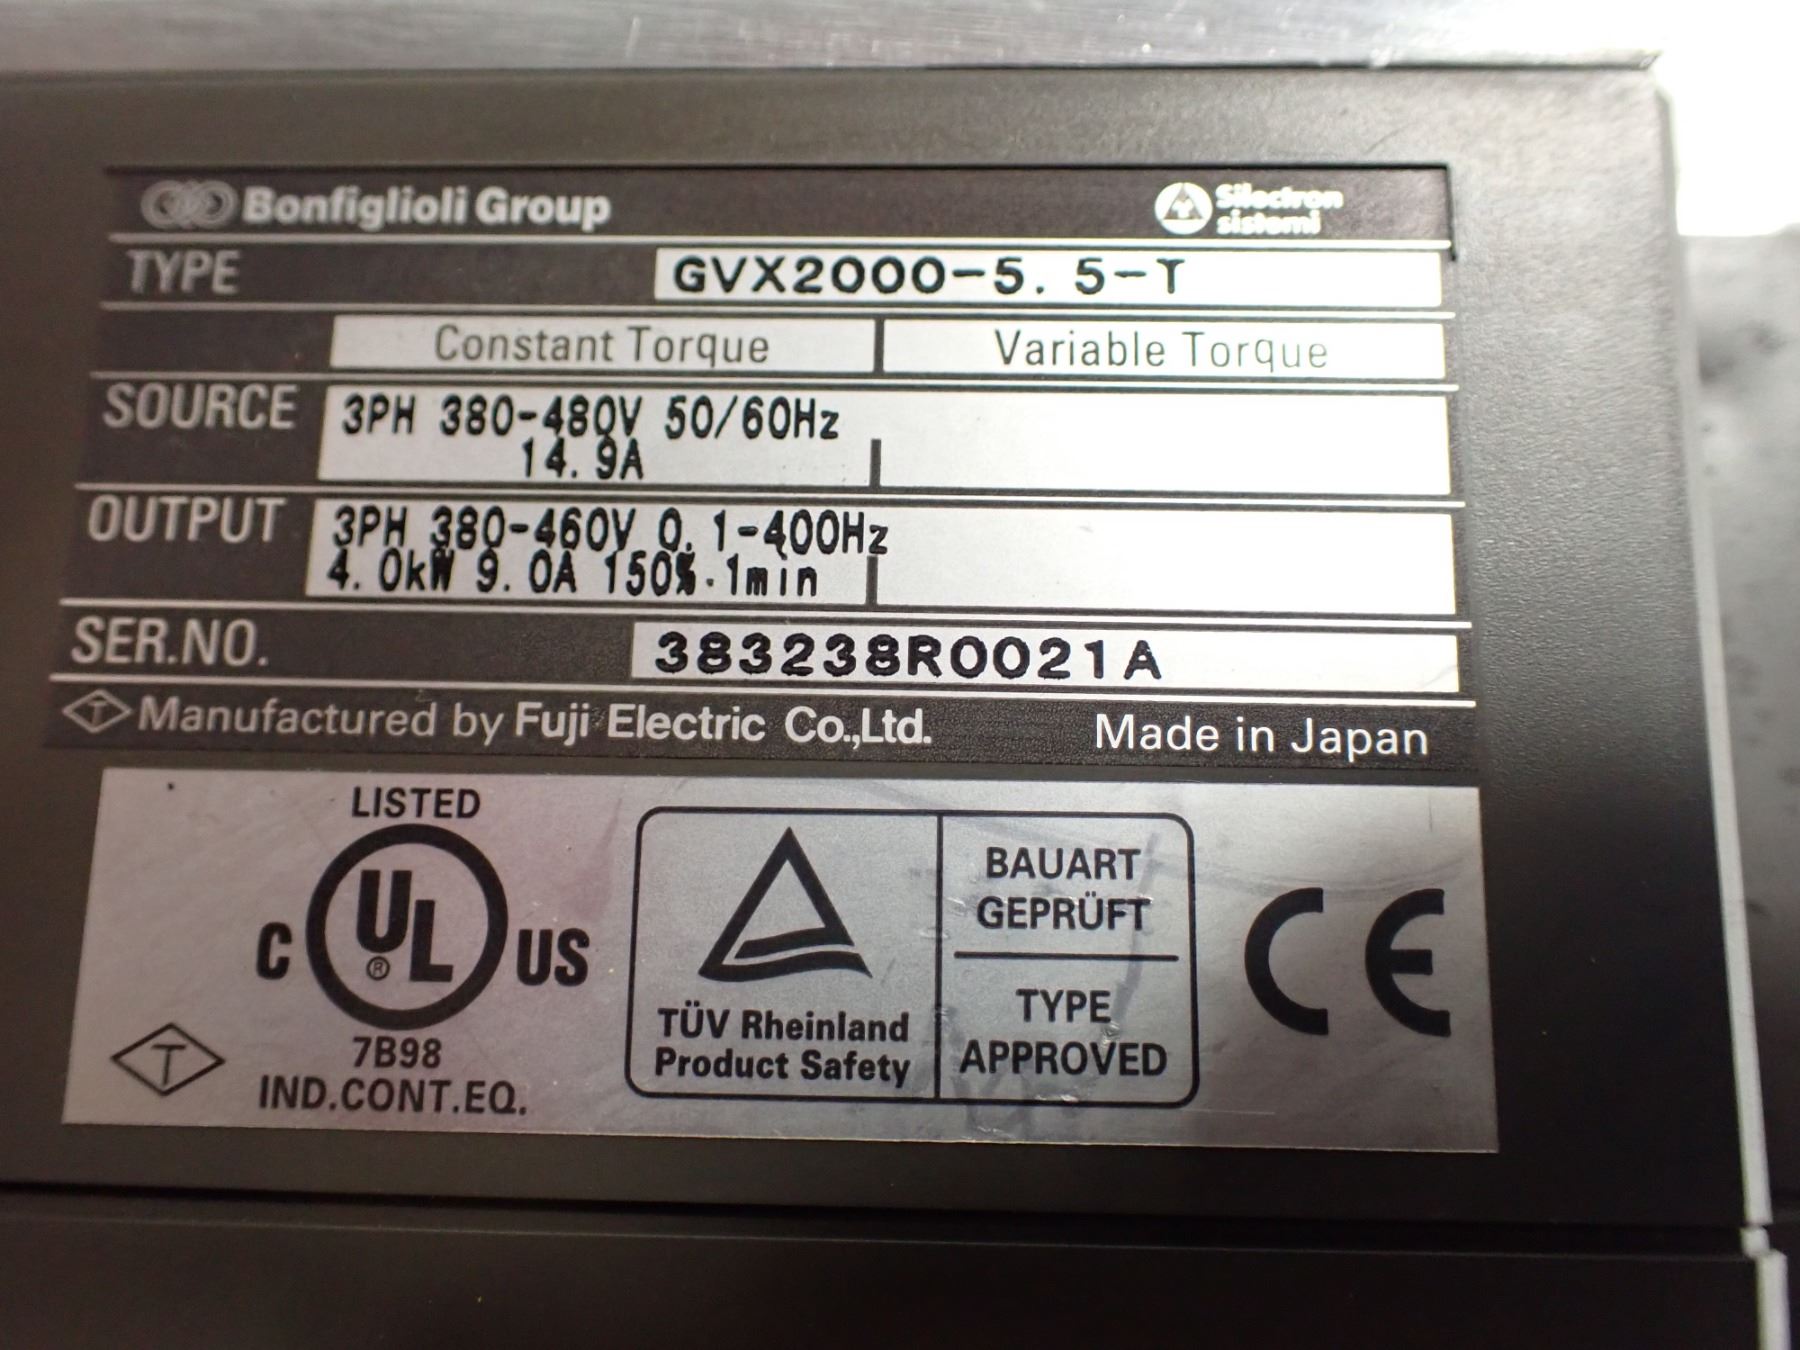 Bonfiglioli Group
Silectron
sistemi
TYPE GVX2000-5.5-T
Constant Torque Variable Torque
SOURCE 3PH 380-480V 50/60Hz
14.9A
OUTPUT 3PH 380-460V 0.1-400Hz
4.0kW 9.0A 150%·1min
SER.NO. 383238R0021A
T Manufactured by Fuji Electric Co.,Ltd. Made in Japan
LISTED
C UL® US
7B98
IND.CONT.EQ.
T
TÜV Rheinland
Product Safety
BAUART
GEPRÜFT
TYPE
APPROVED
CE